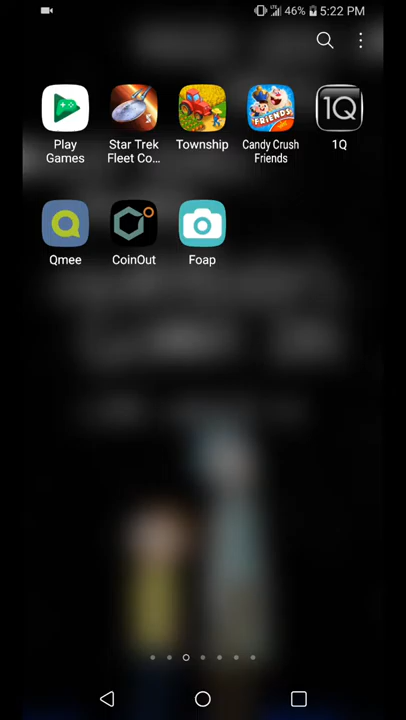 46% 5:22 PM
Play Games
Star Trek Fleet Co...
Township
FRIENDS
Candy Crush Friends
1Q
1Q
Qmee
CoinOut
Foap